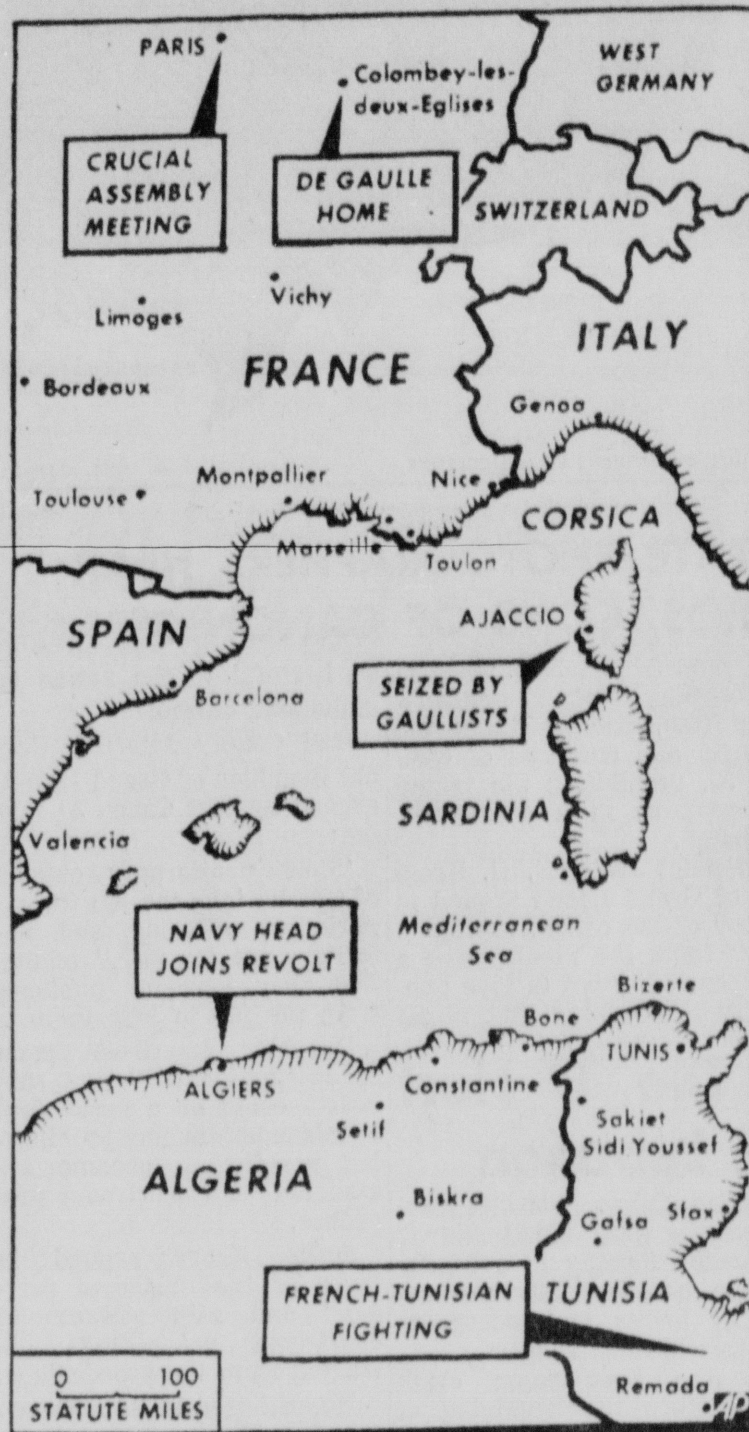 PARIS
Colombey-les-
deux-Eglises
WEST
GERMANY
CRUCIAL
ASSEMBLY
MEETING
DE GAULLE
HOME
SWITZERLAND
Limoges
Vichy
ITALY
FRANCE
Bordeaux
Genoa
Toulouse
Montpallier
Nice
CORSICA
Marseille
Toulon
SPAIN
AJACCIO
Barcelona
SEIZED BY
GAULLISTS
SARDINIA
Valencia
NAVY HEAD
JOINS REVOLT
Mediterranean
Sea
Bizerte
Bone
TUNIS
ALGIERS
Constantine
Setif
Sakiet
Sidi Youssef
ALGERIA
Biskra
Gafsa
Sfax
FRENCH-TUNISIAN
FIGHTING
TUNISIA
0 100
STATUTE MILES
Remada
AP